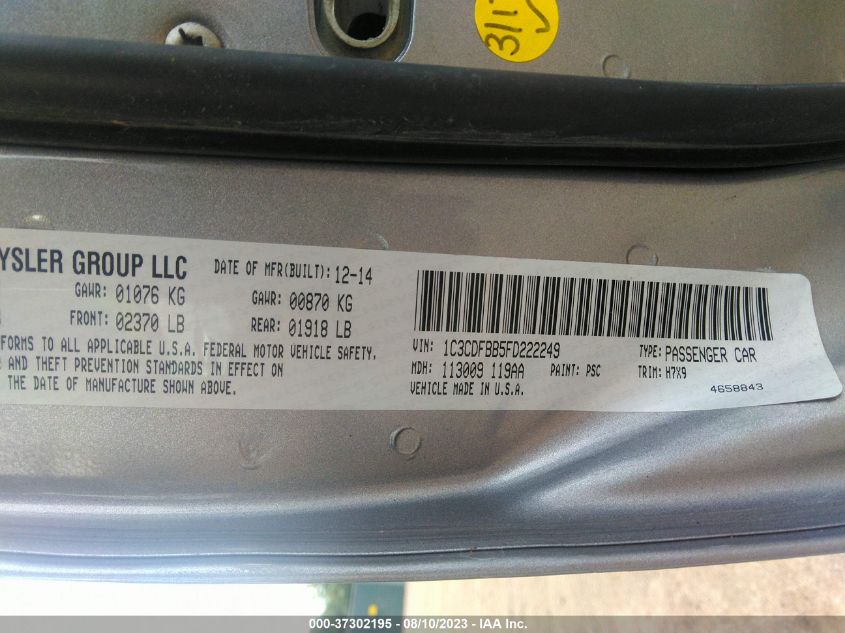 3/17
YSLER GROUP LLC
DATE OF MFR(BUILT): 12-14
GAWR: 01076 KG
GAWR: 00870 KG
FRONT: 02370 LB
REAR: 01918 LB
FORMS TO ALL APPLICABLE U.S.A. FEDERAL MOTOR VEHICLE SAFETY,
AND THEFT PREVENTION STANDARDS IN EFFECT ON
THE DATE OF MANUFACTURE SHOWN ABOVE.
VIN: 1C3CDFBB5FD222249
TYPE: PASSENGER CAR
MDH: 113009 119AA
PAINT: PSC
TRIM: H7X9
VEHICLE MADE IN U.S.A.
4658843
000-37302195 - 08/10/2023 - IAA Inc.